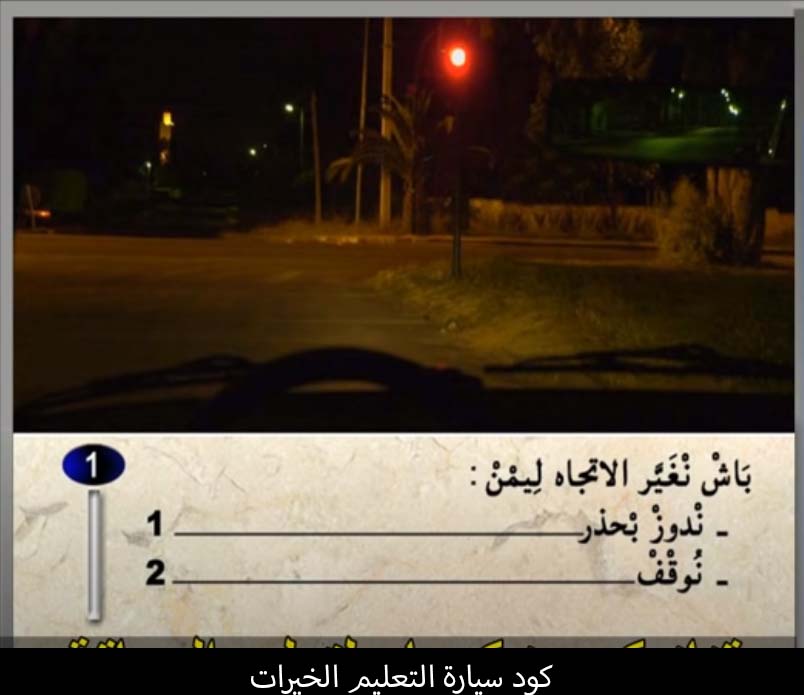 1
بَاشْ نْغَيَّر الاتجاه لِيمْنْ :
ـ نْدوزْ بْحذر 1
ـ نُوقْفْ 2
كود سيارة التعليم الخيرات